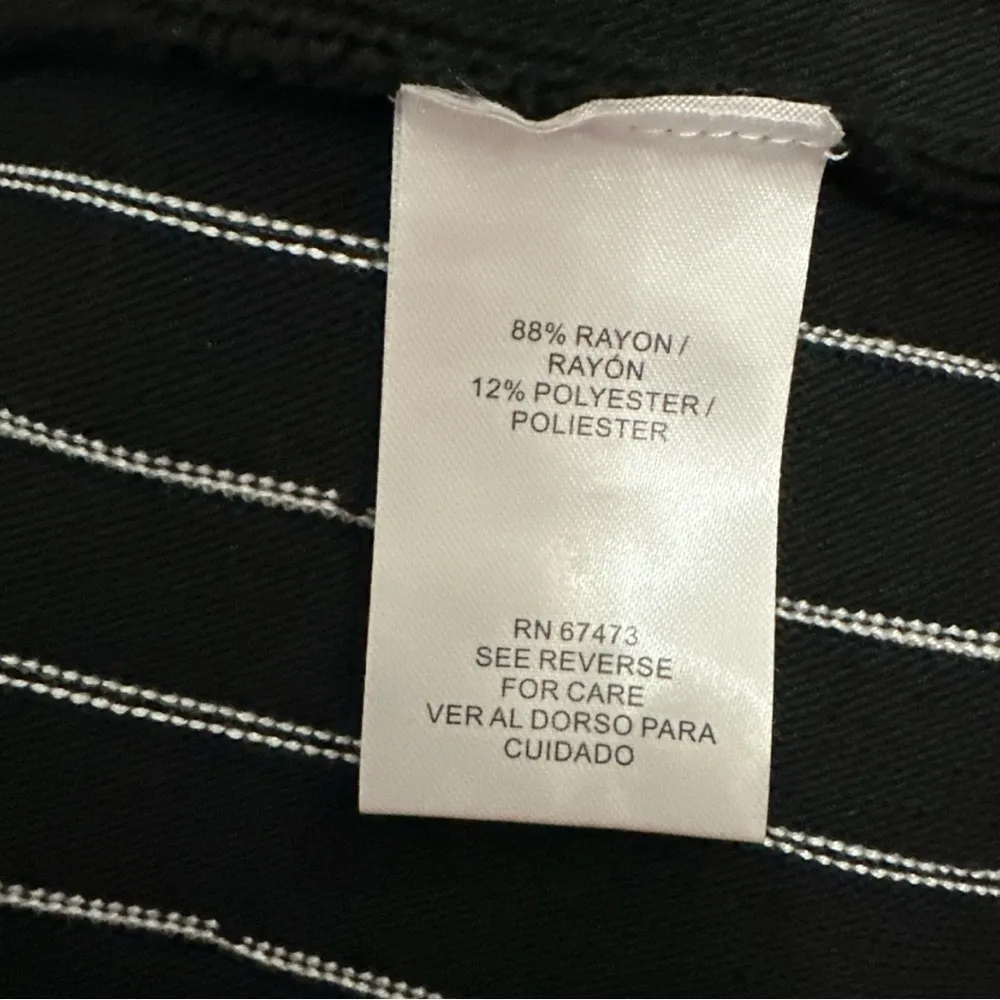 88% RAYON /
RAYÓN
12% POLYESTER /
POLIESTER
RN 67473
SEE REVERSE
FOR CARE
VER AL DORSO PARA
CUIDADO